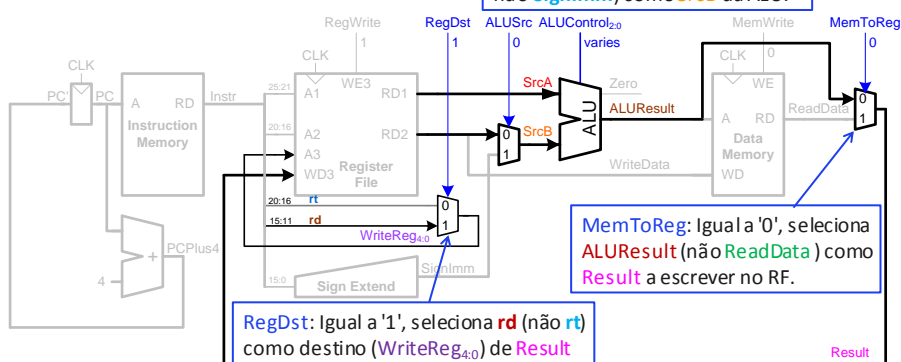 não SignImm) como SrcB da ALU.
RegWrite
1
RegDst
1
ALUSrc
0
ALUControl2:0
varies
MemWrite
0
MemToReg
0
CLK
PC'
PC
A
RD
Instruction
Memory
Instr
25:21
20:16
CLK
WE3
A1
RD1
A2
RD2
A3
WD3
Register
File
SrcA
0
1
SrcB
ALU
Zero
ALUResult
WriteData
CLK
WE
A
RD
Data
Memory
WD
ReadData
0
1
20:16
rt
15:11
rd
0
1
WriteReg4:0
PCPlus4
+
4
15:0
Sign Extend
SignImm
MemToReg: Igual a '0', seleciona
ALUResult (não ReadData ) como
Result a escrever no RF.
RegDst: Igual a '1', seleciona rd (não rt)
como destino (WriteReg4:0) de Result
Result